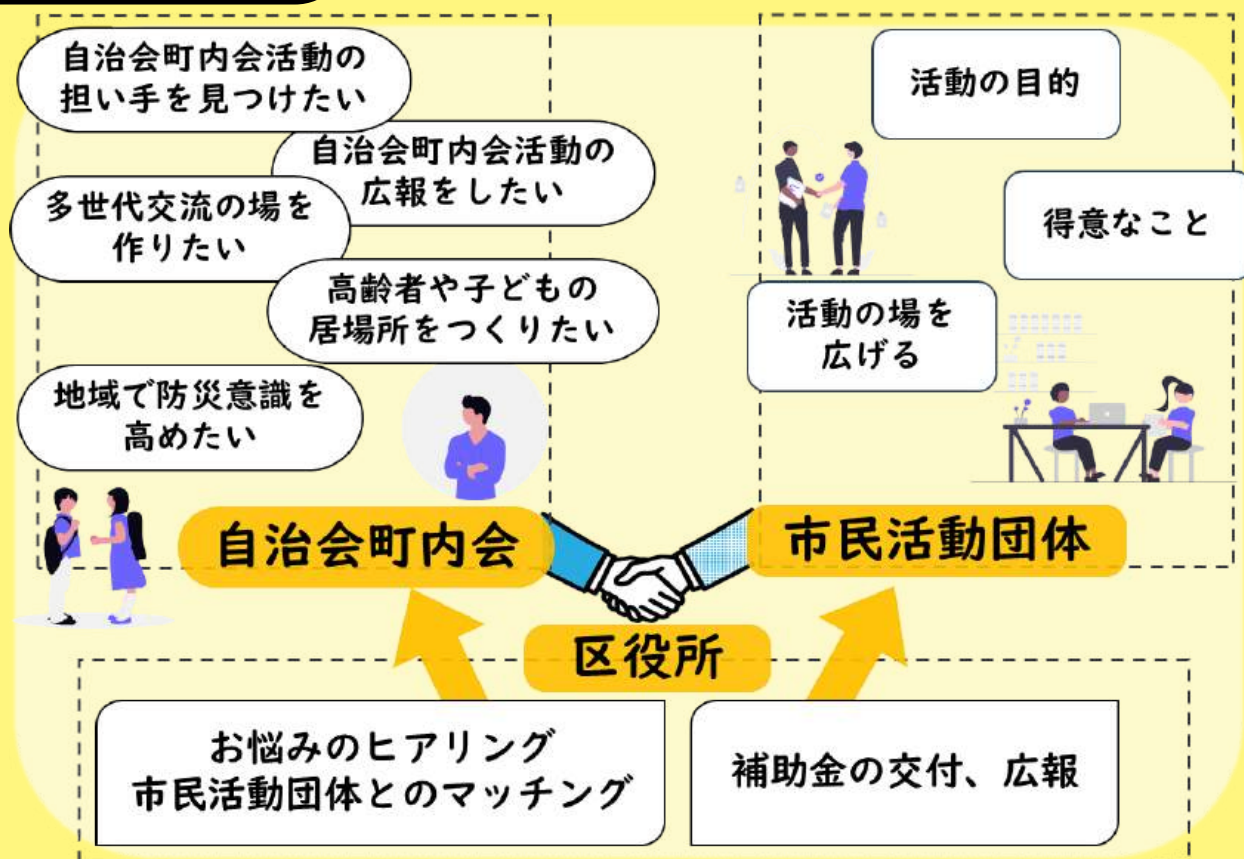 自治会町内会活動の
担い手を見つけたい
自治会町内会活動の
広報をしたい
多世代交流の場を
作りたい
高齢者や子どもの
居場所をつくりたい
地域で防災意識を
高めたい
自治会町内会
活動の目的
得意なこと
活動の場を
広げる
市民活動団体
区役所
お悩みのヒアリング
市民活動団体とのマッチング
補助金の交付、広報